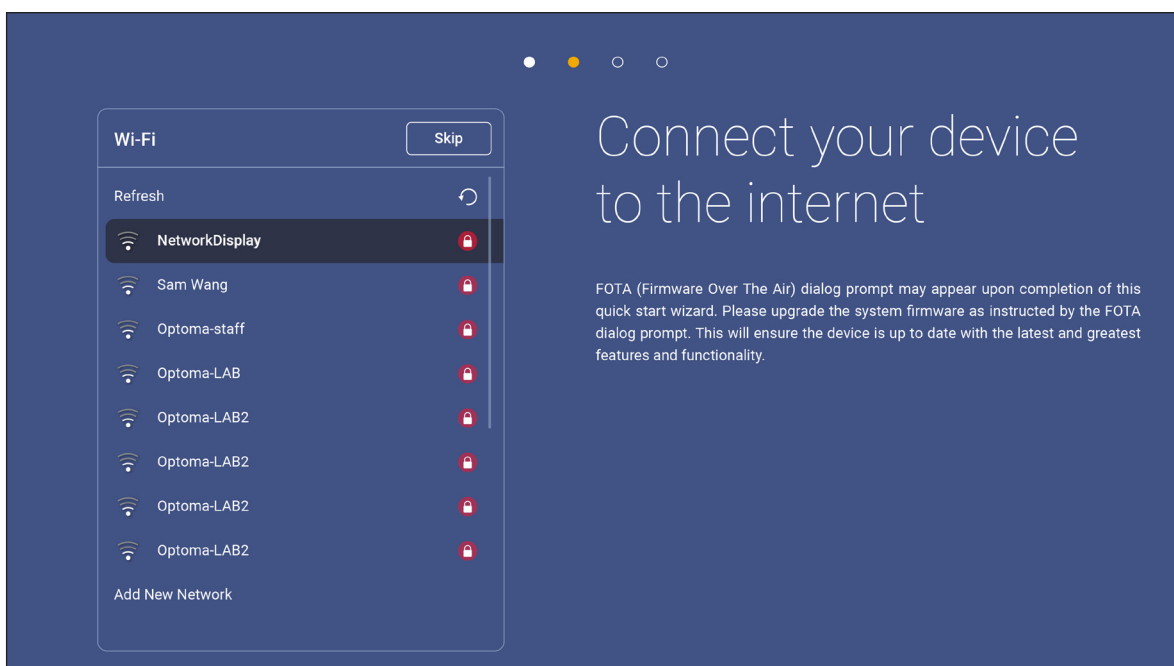 Wi-Fi
Skip
Refresh
NetworkDisplay
Sam Wang
Optoma-staff
Optoma-LAB
Optoma-LAB2
Optoma-LAB2
Optoma-LAB2
Optoma-LAB2
Add New Network
Connect your device
to the internet
FOTA (Firmware Over The Air) dialog prompt may appear upon completion of this
quick start wizard. Please upgrade the system firmware as instructed by the FOTA
dialog prompt. This will ensure the device is up to date with the latest and greatest
features and functionality.